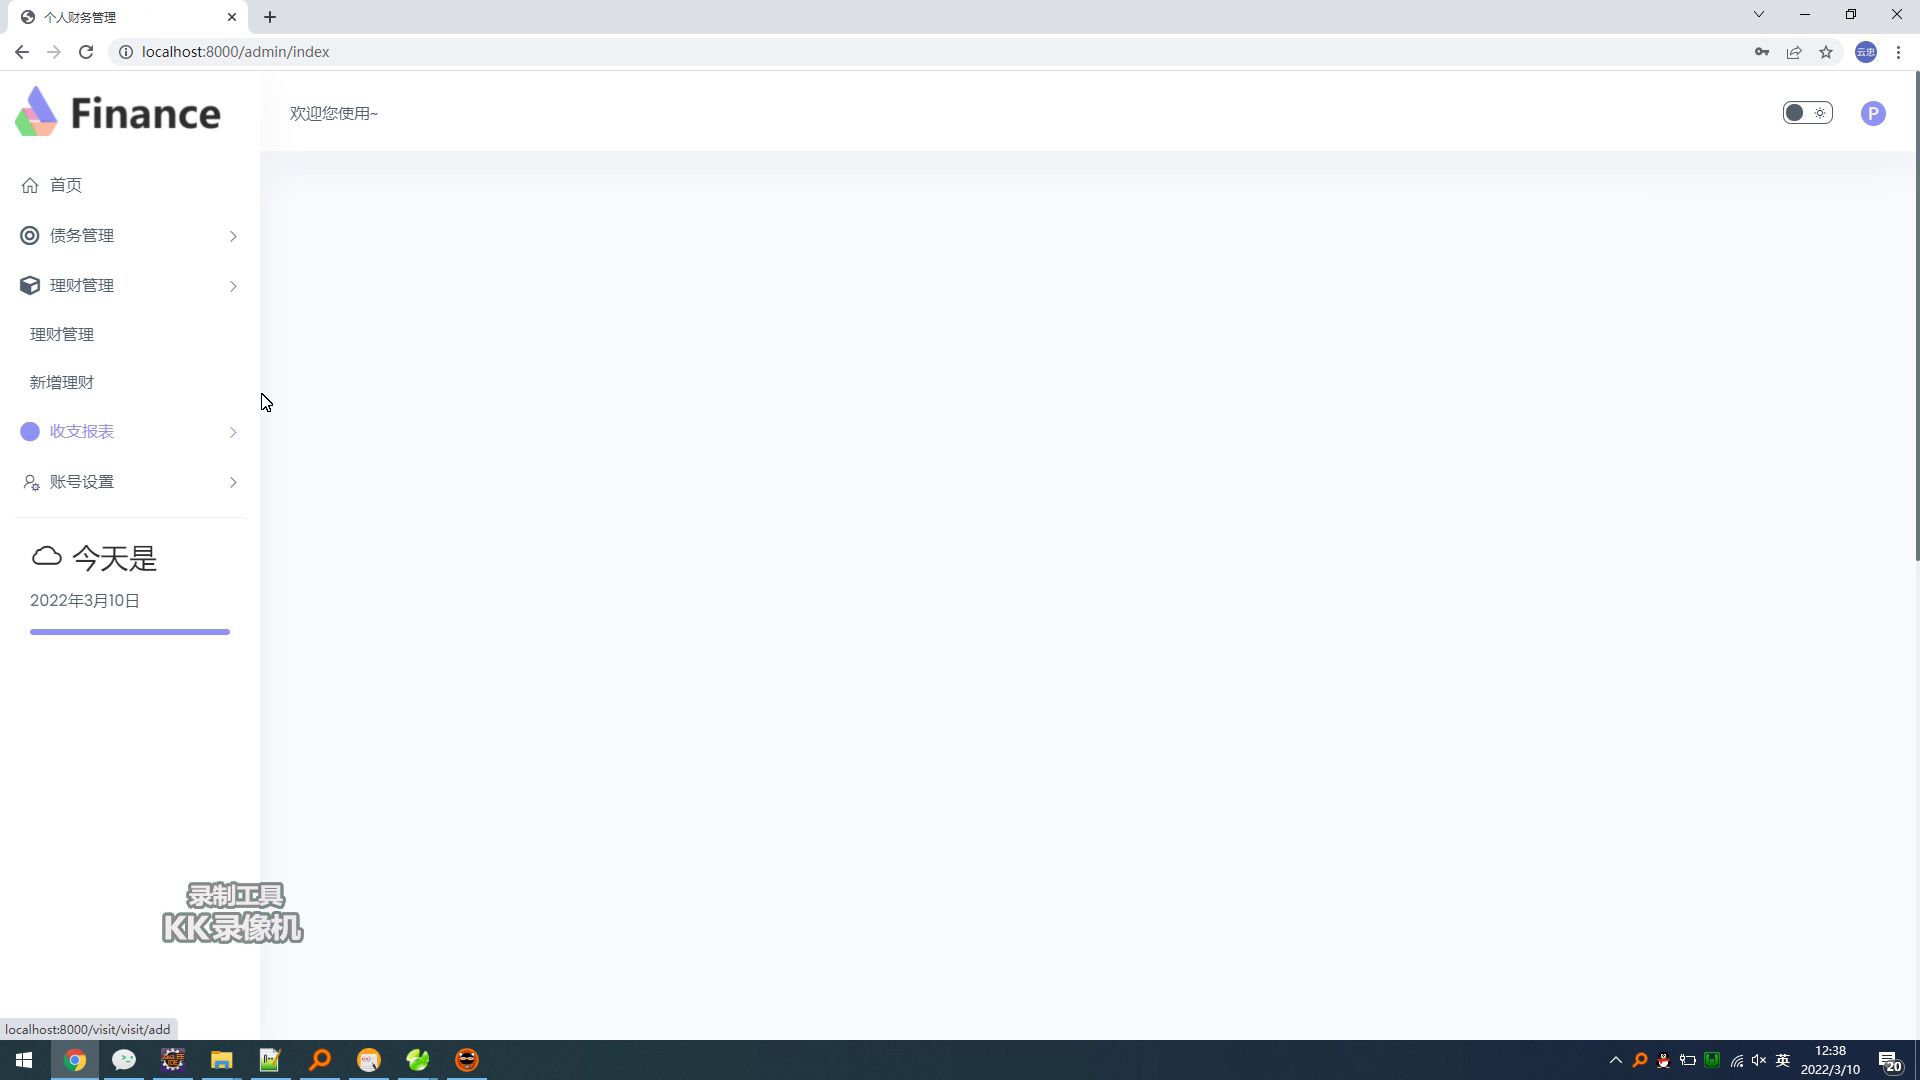 个人财务管理
localhost:8000/admin/index
云忠
Finance
欢迎您使用~
P
首页
债务管理
理财管理
理财管理
新增理财
收支报表
账号设置
今天是
2022年3月10日
录制工具
KK录像机
localhost:8000/visit/visit/add
英
12:38
2022/3/10
20